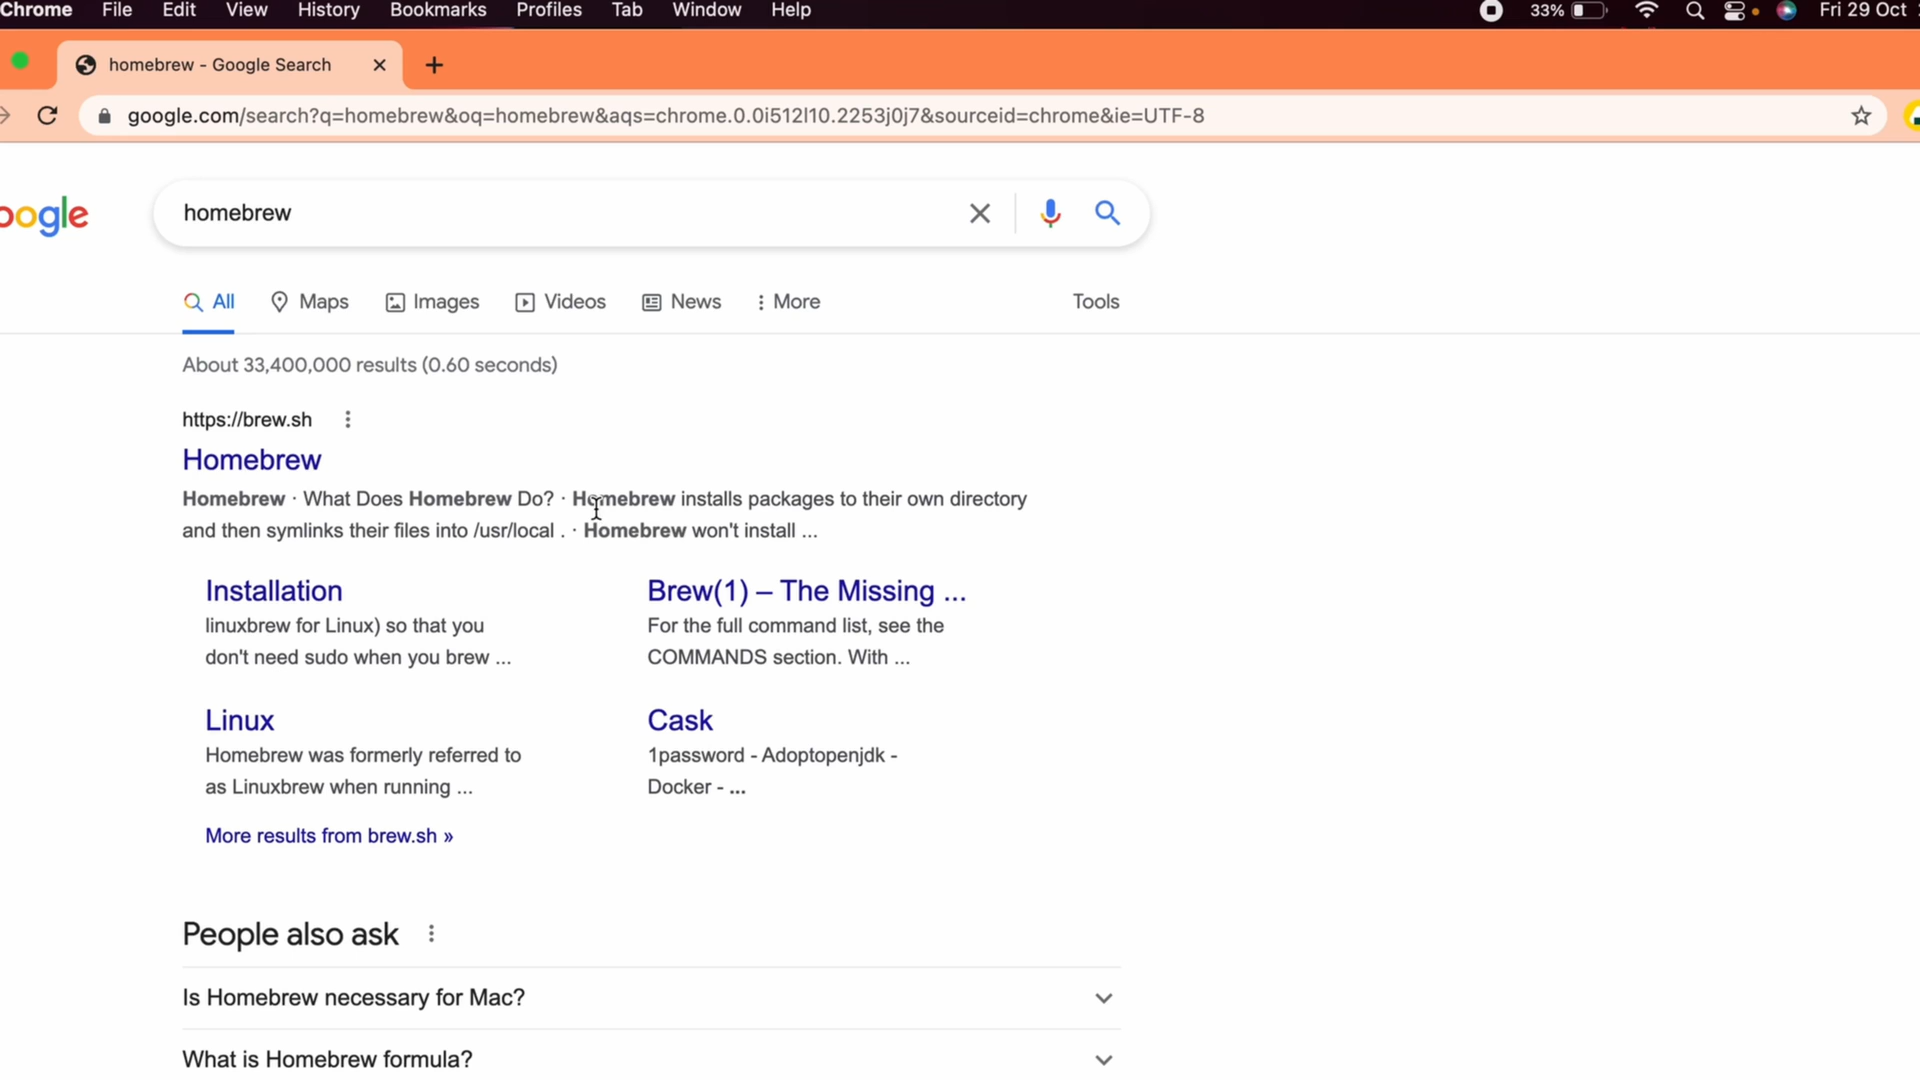 Chrome File Edit View History Bookmarks Profiles Tab Window Help 33% Fri 29 Oct
homebrew - Google Search
google.com/search?q=homebrew&oq=homebrew&aqs=chrome.0.0i512l10.2253j0j7&sourceid=chrome&ie=UTF-8
oogle homebrew
All Maps Images Videos News More Tools
About 33,400,000 results (0.60 seconds)
https://brew.sh
Homebrew
Homebrew · What Does Homebrew Do? · Homebrew installs packages to their own directory
and then symlinks their files into /usr/local . · Homebrew won't install ...
Installation
linuxbrew for Linux) so that you
don't need sudo when you brew ...
Brew(1) – The Missing ...
For the full command list, see the
COMMANDS section. With ...
Linux
Homebrew was formerly referred to
as Linuxbrew when running ...
Cask
1password - Adoptopenjdk -
Docker - ...
More results from brew.sh »
People also ask
Is Homebrew necessary for Mac?
What is Homebrew formula?